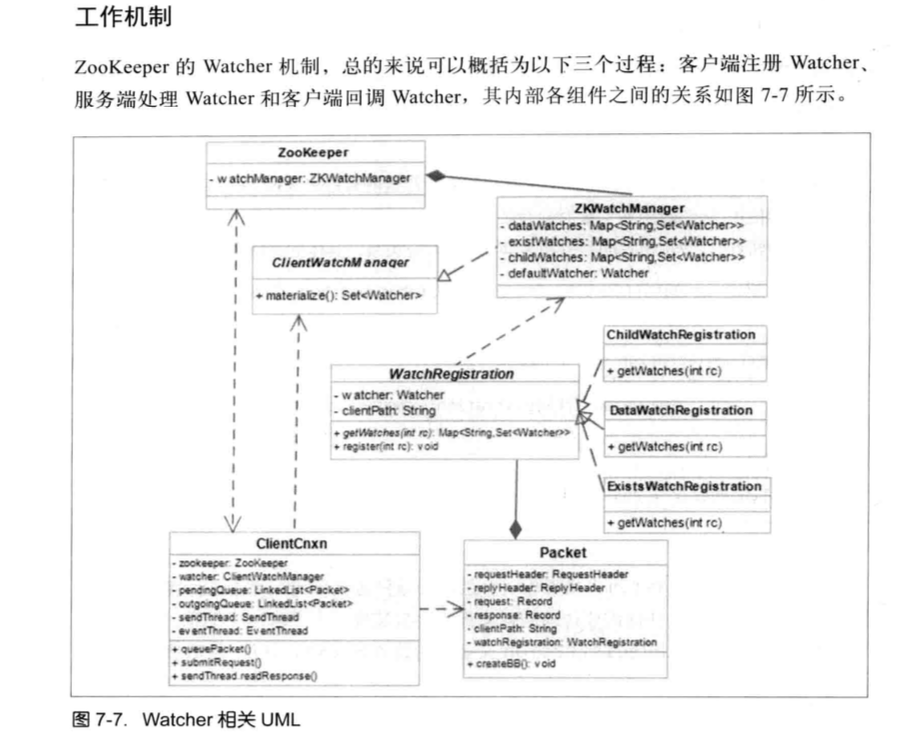 工作机制
ZooKeeper 的 Watcher 机制，总的来说可以概括为以下三个过程：客户端注册 Watcher、
服务端处理 Watcher 和客户端回调 Watcher，其内部各组件之间的关系如图 7-7 所示。
ZooKeeper
- watchManager: ZKWatchManager
ZKWatchManager
- dataWatches: Map<String,Set<Watcher>>
- existWatches: Map<String,Set<Watcher>>
- childWatches: Map<String,Set<Watcher>>
- defaultWatcher: Watcher
ClientWatchManager
+ materialize(): Set<Watcher>
WatchRegistration
- watcher: Watcher
- clientPath: String
+ getWatches(int rc): Map<String,Set<Watcher>>
+ register(int rc): void
ChildWatchRegistration
+ getWatches(int rc)
DataWatchRegistration
+ getWatches(int rc)
ExistsWatchRegistration
+ getWatches(int rc)
ClientCnxn
- zookeeper: ZooKeeper
- watcher: ClientWatchManager
- pendingQueue: LinkedList<Packet>
- outgoingQueue: LinkedList<Packet>
- sendThread: SendThread
- eventThread: EventThread
+ queuePacket()
+ submitRequest()
+ sendThread.readResponse()
Packet
- requestHeader: RequestHeader
- replyHeader: ReplyHeader
- request: Record
- response: Record
- clientPath: String
- watchRegistration: WatchRegistration
+ createBB(): void
图 7-7. Watcher 相关 UML